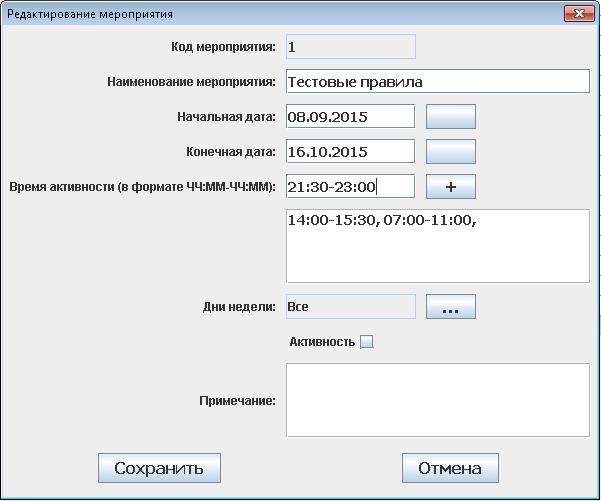 Редактирование мероприятия
Код мероприятия: 1
Наименование мероприятия: Тестовые правила
Начальная дата: 08.09.2015
Конечная дата: 16.10.2015
Время активности (в формате ЧЧ:ММ-ЧЧ:ММ): 21:30-23:00 +
14:00-15:30, 07:00-11:00,
Дни недели: Все ...
Активность
Примечание:
Сохранить Отмена